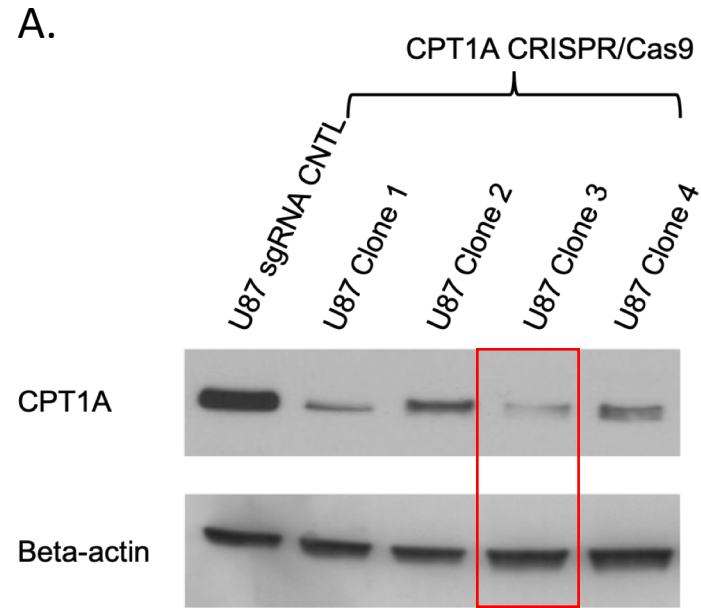 A.
CPT1A CRISPR/Cas9
U87 sgRNA CNTL
U87 Clone 1
U87 Clone 2
U87 Clone 3
U87 Clone 4
CPT1A
Beta-actin